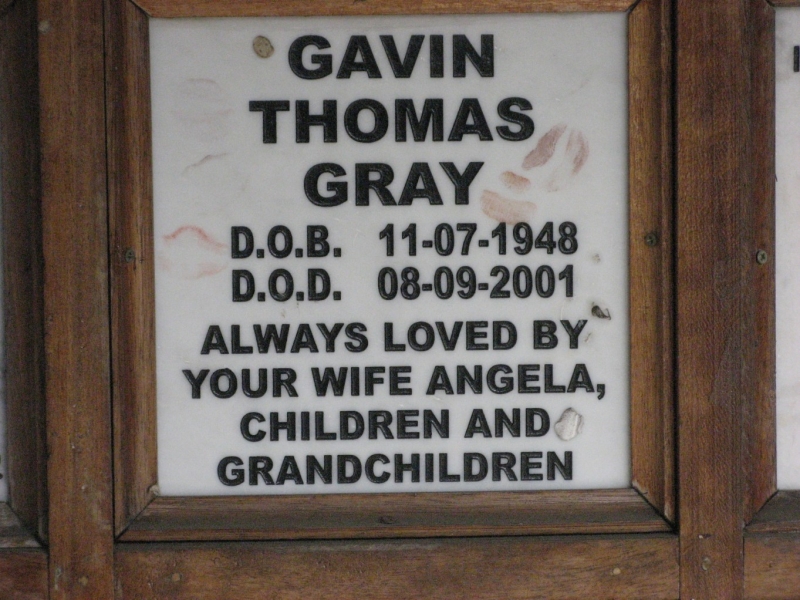 GAVIN
THOMAS
GRAY
D.O.B. 11-07-1948
D.O.D. 08-09-2001
ALWAYS LOVED BY
YOUR WIFE ANGELA,
CHILDREN AND
GRANDCHILDREN